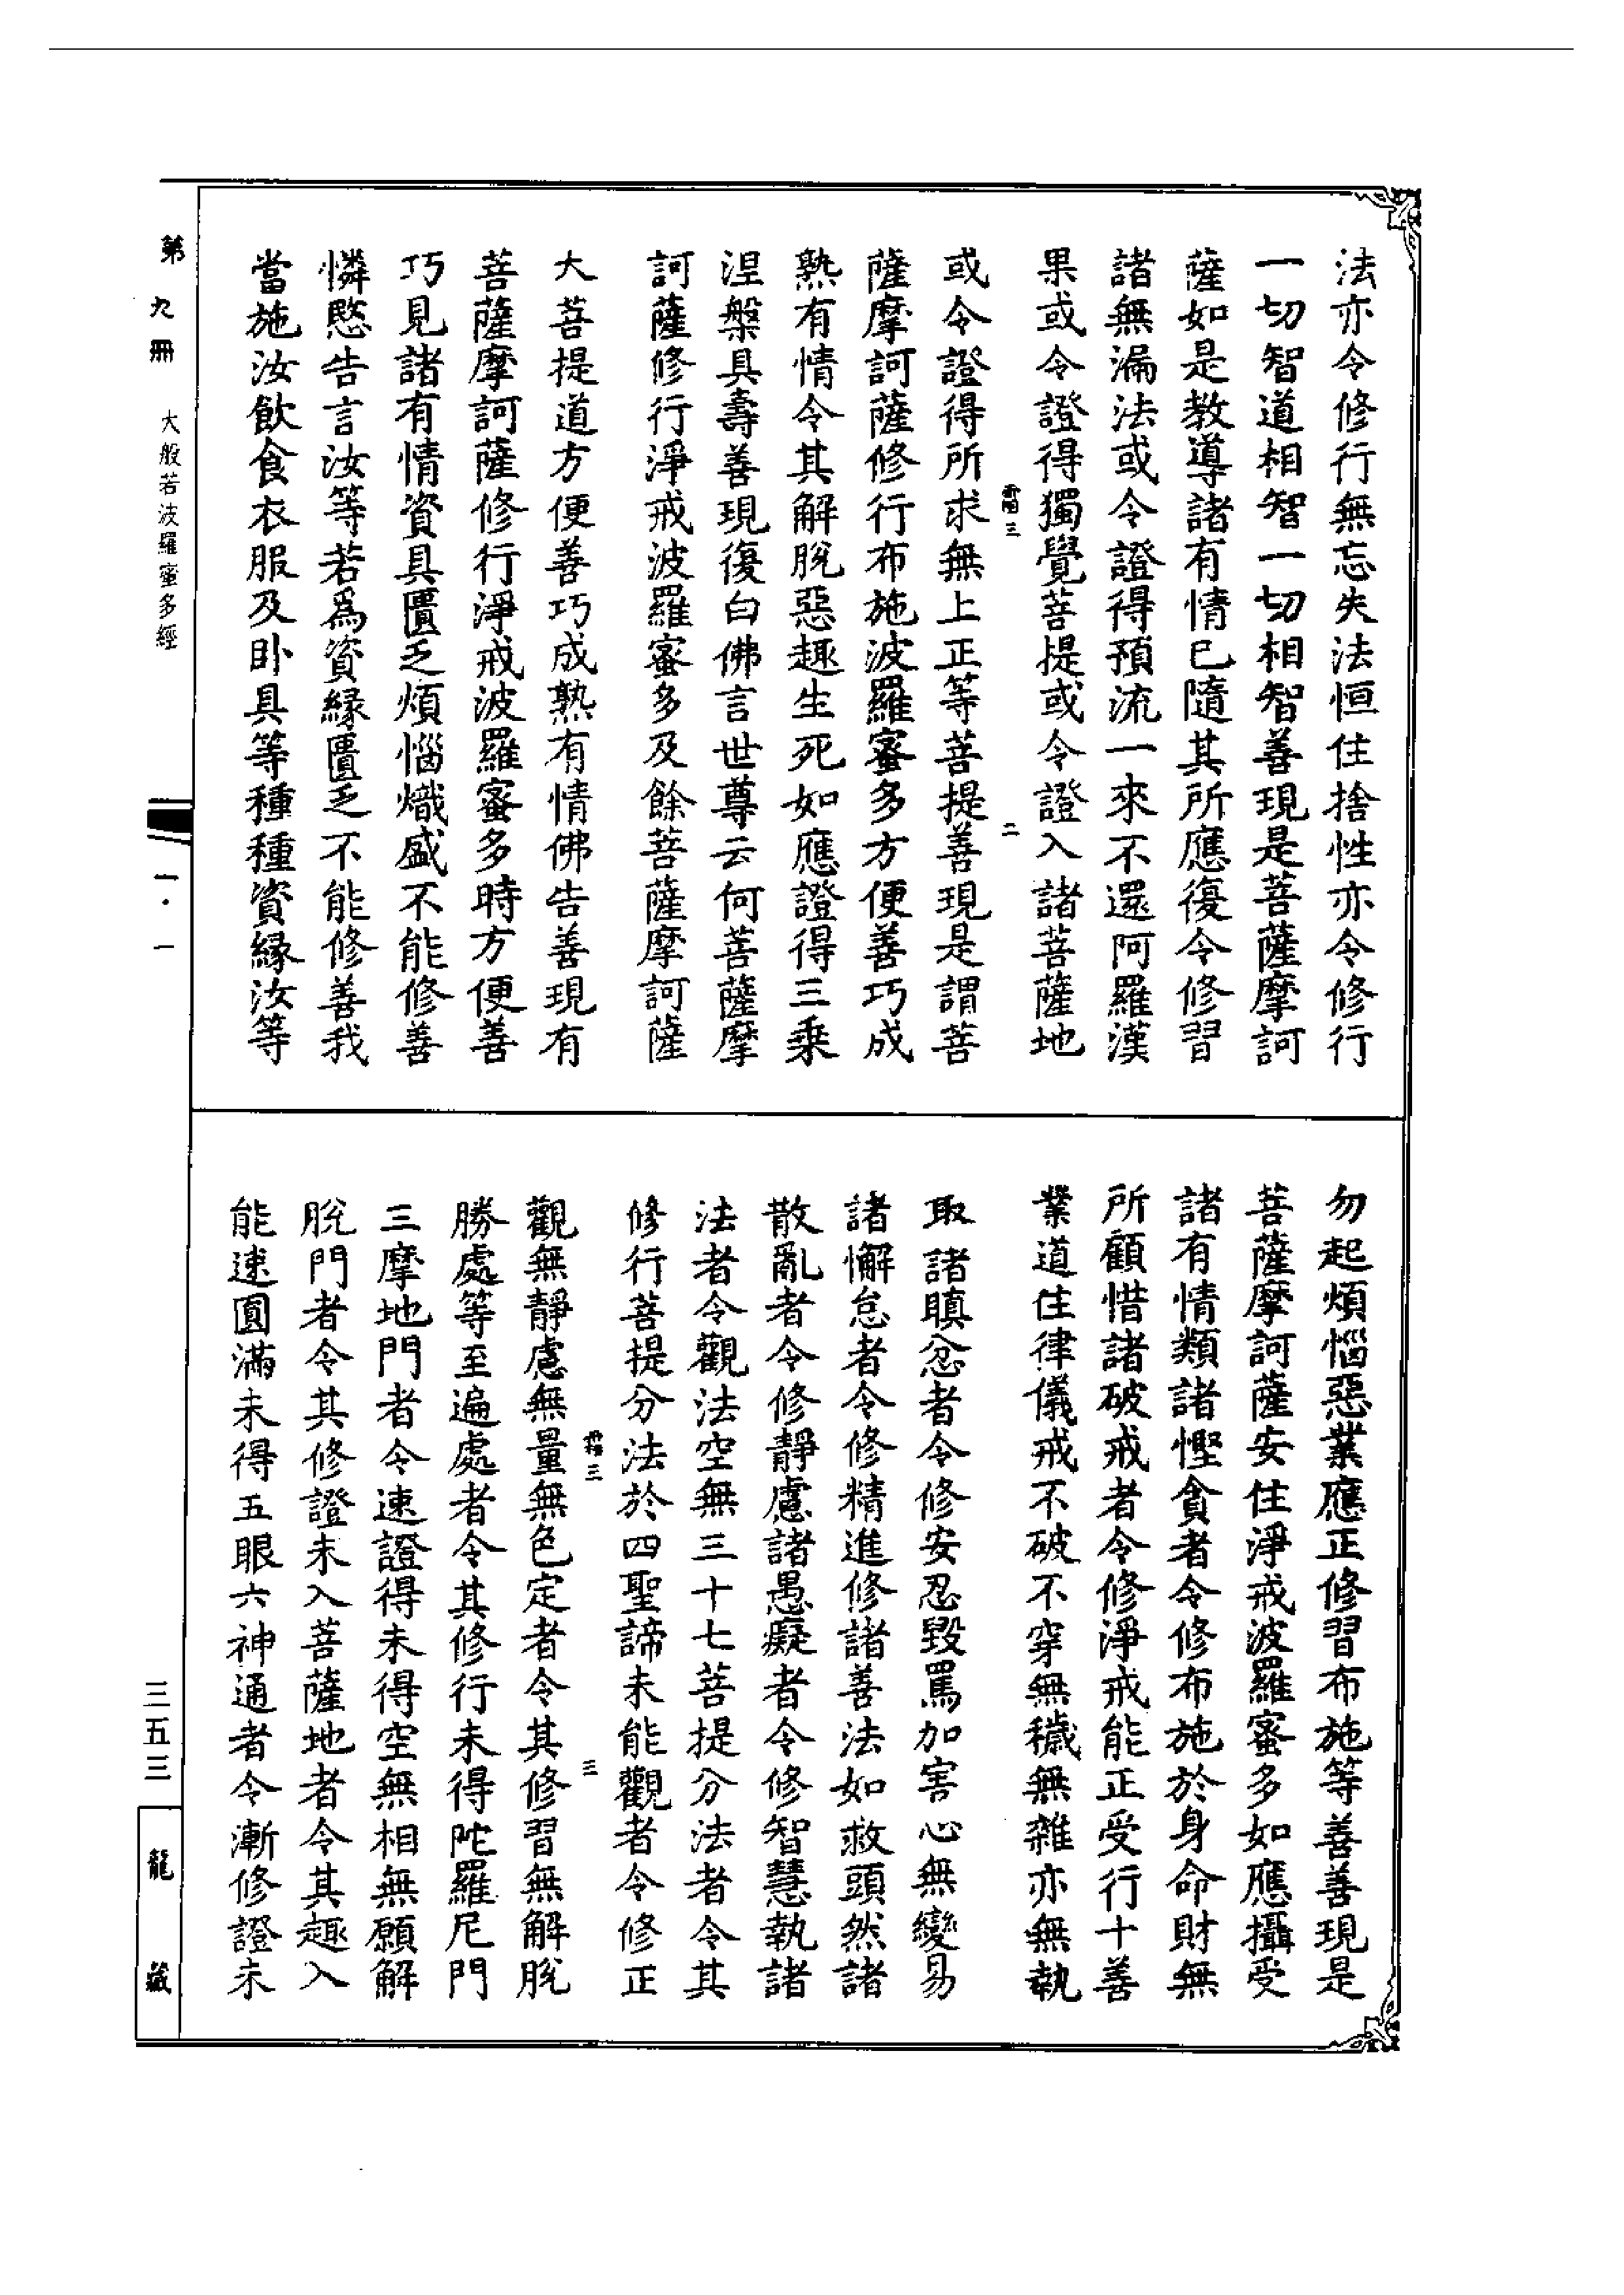 法亦令修行無忘失法恒住捨性亦令修行
一切智道相智一切相智善現是菩薩摩訶
薩如是教導諸有情已隨其所應復令修習
諸無漏法或令證得預流一來不還阿羅漢
果或令證得獨覺菩提或令證入諸菩薩地
三 二
或令證得所求無上正等菩提善現是謂菩
薩摩訶薩修行布施波羅蜜多方便善巧成
熟有情令其解脫惡趣生死如應證得三乘
涅槃具壽善現復白佛言世尊云何菩薩摩
訶薩修行淨戒波羅蜜多及餘菩薩摩訶薩
大菩提道方便善巧成熟有情佛告善現有
菩薩摩訶薩修行淨戒波羅蜜多時方便善
巧見諸有情資具匱乏煩惱熾盛不能修善
憐愍告言汝等若為資緣匱乏不能修善我
當施汝飲食衣服及臥具等種種資緣汝等
勿起煩惱惡業應正修習布施等善善現是
菩薩摩訶薩安住淨戒波羅蜜多如應攝受
諸有情類諸慳貪者令修布施於身命財無
所顧惜諸破戒者令修淨戒能正受行十善
業道住律儀戒不破不穿無穢無雜亦無執
取諸瞋忿者令修安忍毀罵加害心無變易
諸懈怠者令修精進修諸善法如救頭然諸
散亂者令修靜慮諸愚癡者令修智慧執諸
法者令觀法空無三十七菩提分法者令其
修行菩提分法於四聖諦未能觀者令修正
三 三
觀無靜慮無量無色定者令其修習無解脫
勝處等至遍處者令其修行未得陀羅尼門
三摩地門者令速證得未得空無相無願解
脫門者令其修證未入菩薩地者令其趣入
能速圓滿未得五眼六神通者令漸修證未
第九冊 大般若波羅蜜多經
一·一
三五三
龍藏